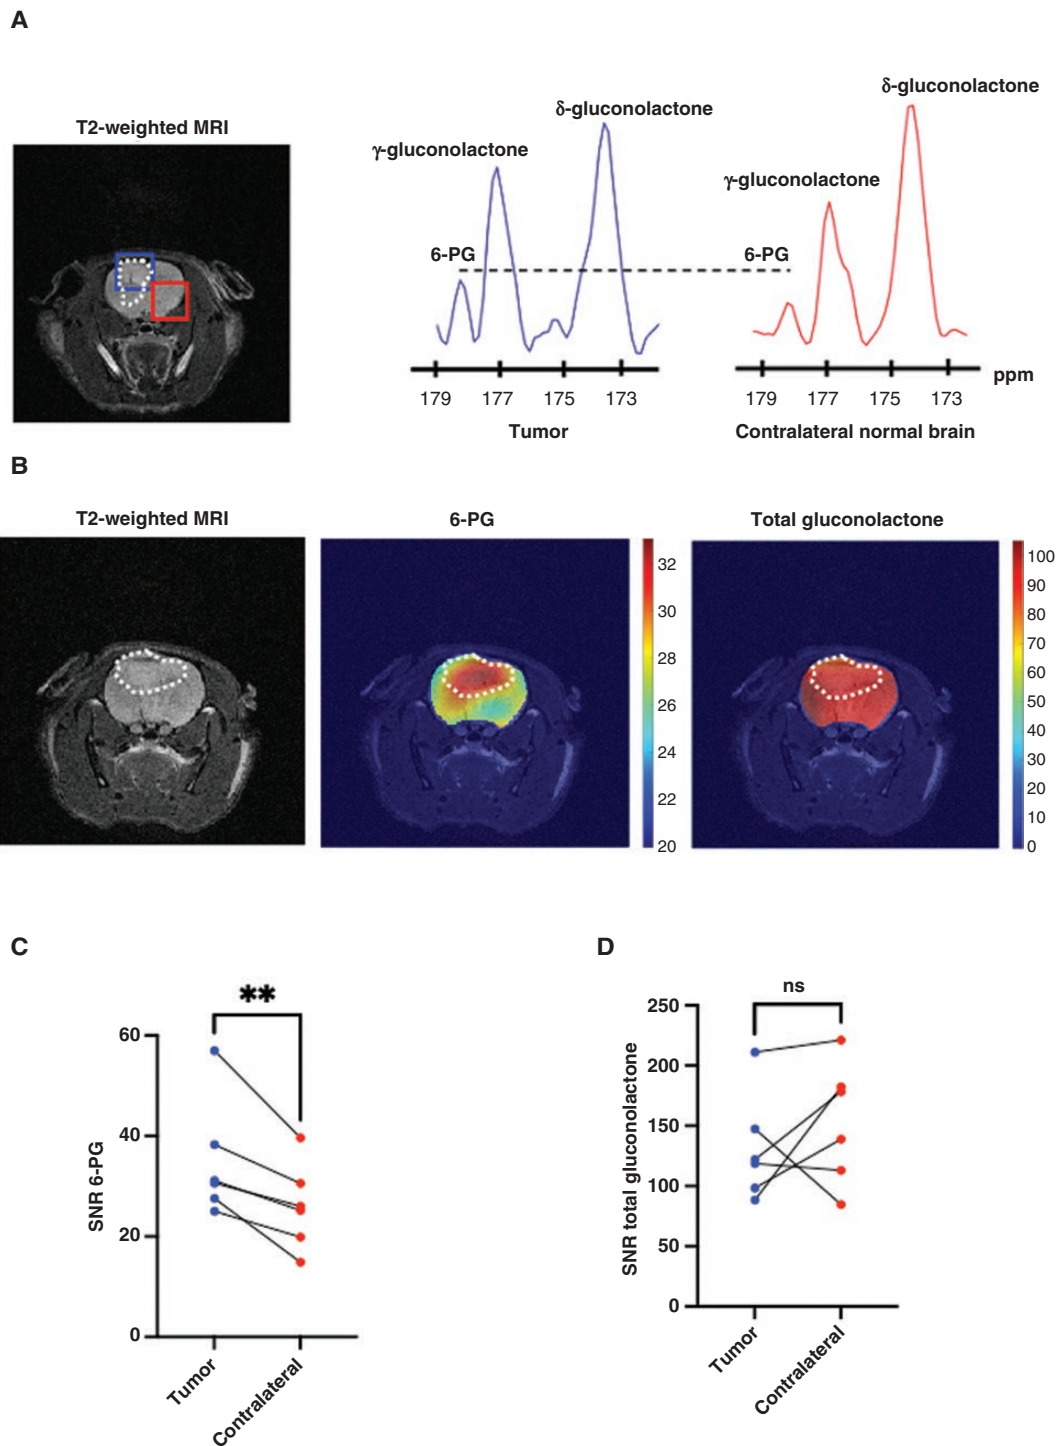 A
T2-weighted MRI
γ-gluconolactone
δ-gluconolactone
6-PG
179 177 175 173
Tumor
δ-gluconolactone
γ-gluconolactone
6-PG
179 177 175 173
ppm
Contralateral normal brain
B
T2-weighted MRI
6-PG
32
30
28
26
24
22
20
Total gluconolactone
100
90
80
70
60
50
40
30
20
10
0
C
**
SNR 6-PG
60
40
20
0
Tumor
Contralateral
D
ns
SNR total gluconolactone
250
200
150
100
50
0
Tumor
Contralateral